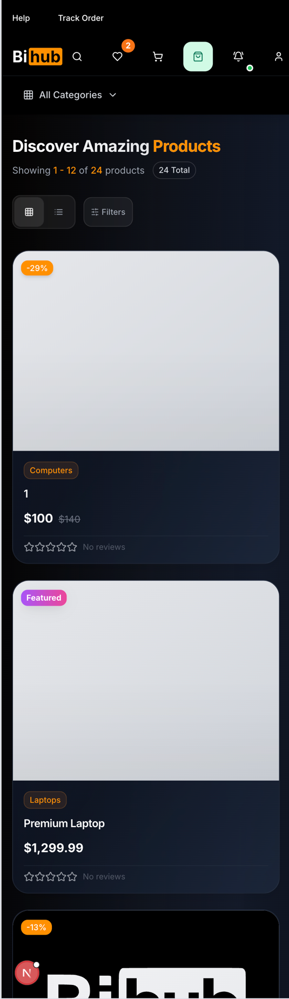 Help Track Order
Bihub 2
All Categories
Discover Amazing Products
Showing 1 - 12 of 24 products 24 Total
Filters
-29%
Computers
1
$100 $140
No reviews
Featured
Laptops
Premium Laptop
$1,299.99
No reviews
-13%
N
Bihub